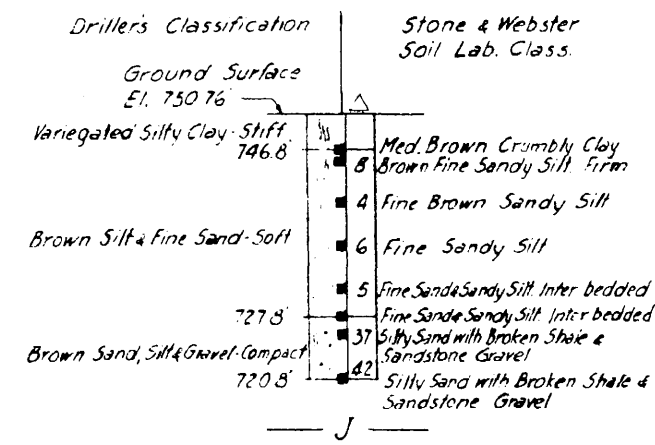 Driller's Classification
Stone & Webster
Soil Lab. Class.
Ground Surface
El. 750.76'
Variegated Silty Clay-Stiff
746.8'
Med. Brown Crumbly Clay
8 Brown Fine Sandy Silt. Firm
4 Fine Brown Sandy Silt
Brown Silt & Fine Sand-Soft
6 Fine Sandy Silt
5 Fine Sand & Sandy Silt. Inter bedded
727.8'
Fine Sand & Sandy Silt. Inter bedded
37 Silty Sand with Broken Shale &
Sandstone Gravel
Brown Sand, Silt & Gravel-Compact
42
720.8'
Silty Sand with Broken Shale &
Sandstone Gravel
J